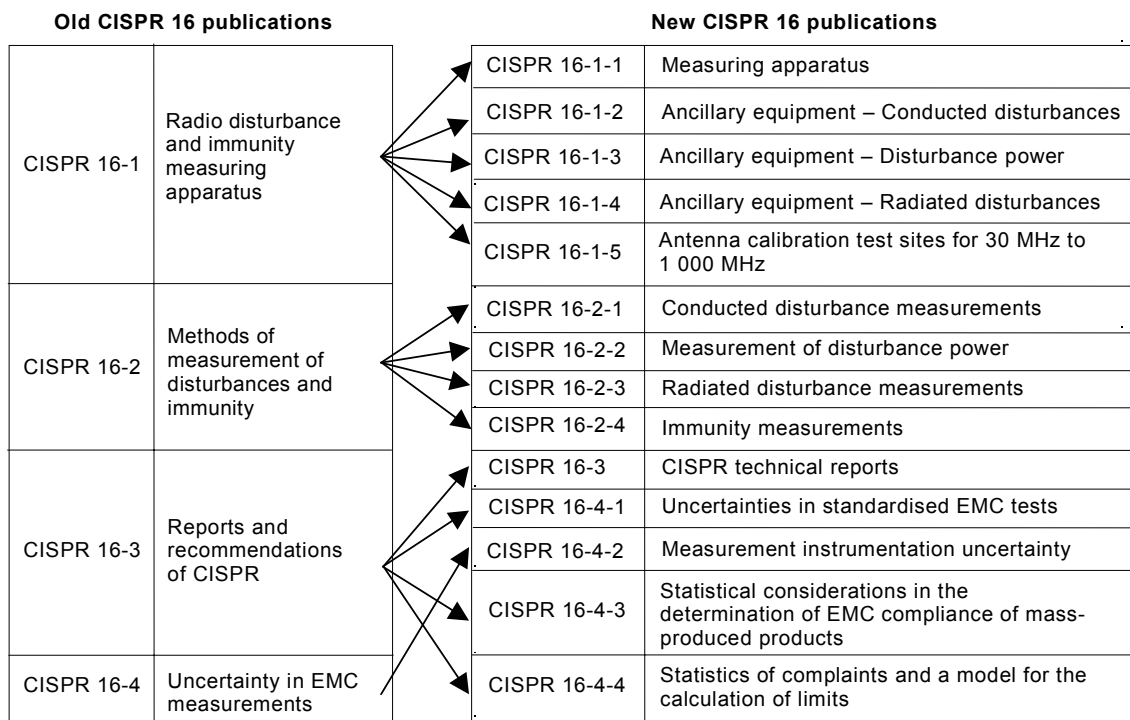 Old CISPR 16 publications
New CISPR 16 publications
CISPR 16-1
Radio disturbance
and immunity
measuring
apparatus
CISPR 16-2
Methods of
measurement of
disturbances and
immunity
CISPR 16-3
Reports and
recommendations
of CISPR
CISPR 16-4
Uncertainty in EMC
measurements
CISPR 16-1-1
Measuring apparatus
CISPR 16-1-2
Ancillary equipment – Conducted disturbances
CISPR 16-1-3
Ancillary equipment – Disturbance power
CISPR 16-1-4
Ancillary equipment – Radiated disturbances
CISPR 16-1-5
Antenna calibration test sites for 30 MHz to
1 000 MHz
CISPR 16-2-1
Conducted disturbance measurements
CISPR 16-2-2
Measurement of disturbance power
CISPR 16-2-3
Radiated disturbance measurements
CISPR 16-2-4
Immunity measurements
CISPR 16-3
CISPR technical reports
CISPR 16-4-1
Uncertainties in standardised EMC tests
CISPR 16-4-2
Measurement instrumentation uncertainty
CISPR 16-4-3
Statistical considerations in the
determination of EMC compliance of mass-
produced products
CISPR 16-4-4
Statistics of complaints and a model for the
calculation of limits